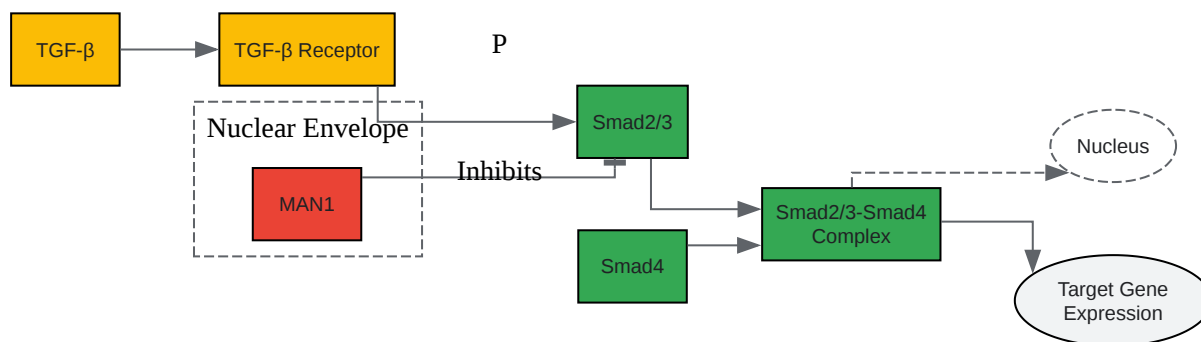 TGF-β
TGF-β Receptor
P
Smad2/3
Nuclear Envelope
Inhibits
MAN1
Smad4
Smad2/3-Smad4
Complex
Nucleus
Target Gene
Expression